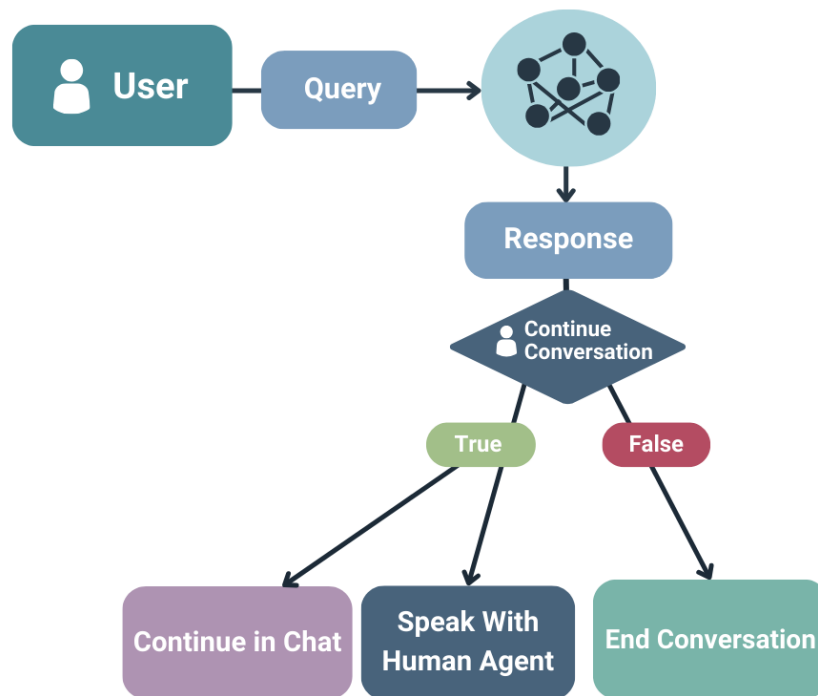 User
Query
Response
Continue
Conversation
True
False
Continue in Chat
Speak With
Human Agent
End Conversation